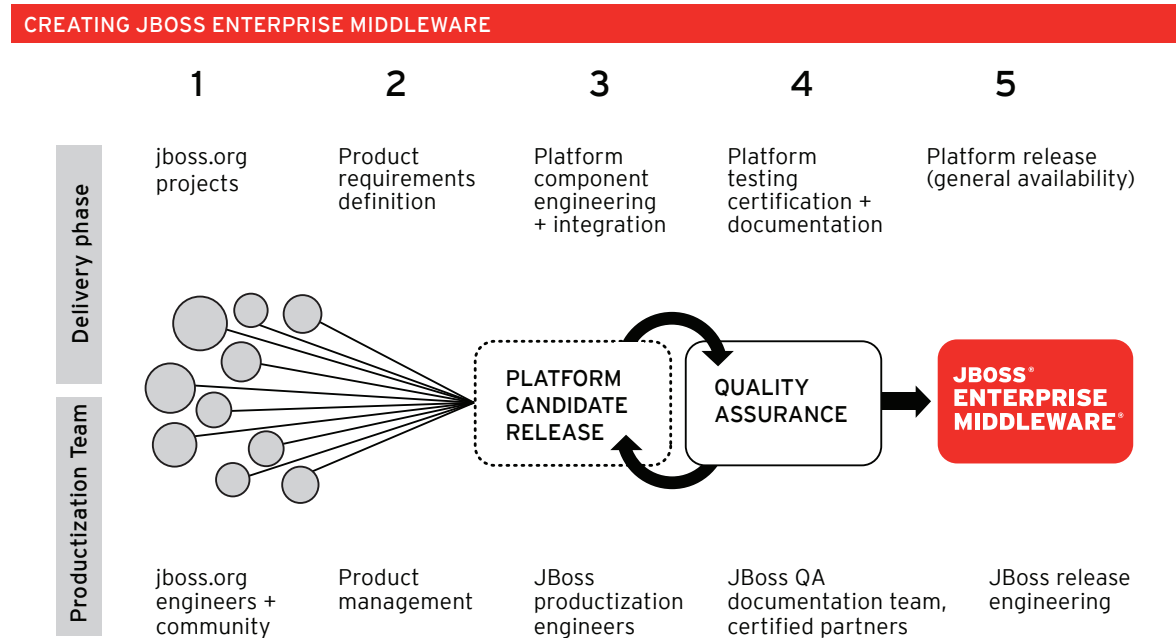 CREATING JBOSS ENTERPRISE MIDDLEWARE
1 2 3 4 5
Delivery phase
jboss.org
projects
Product
requirements
definition
Platform
component
engineering
+ integration
Platform
testing
certification +
documentation
Platform release
(general availability)
PLATFORM
CANDIDATE
RELEASE
QUALITY
ASSURANCE
JBOSS®
ENTERPRISE
MIDDLEWARE®
Productization Team
jboss.org
engineers +
community
Product
management
JBoss
productization
engineers
JBoss QA
documentation team,
certified partners
JBoss release
engineering